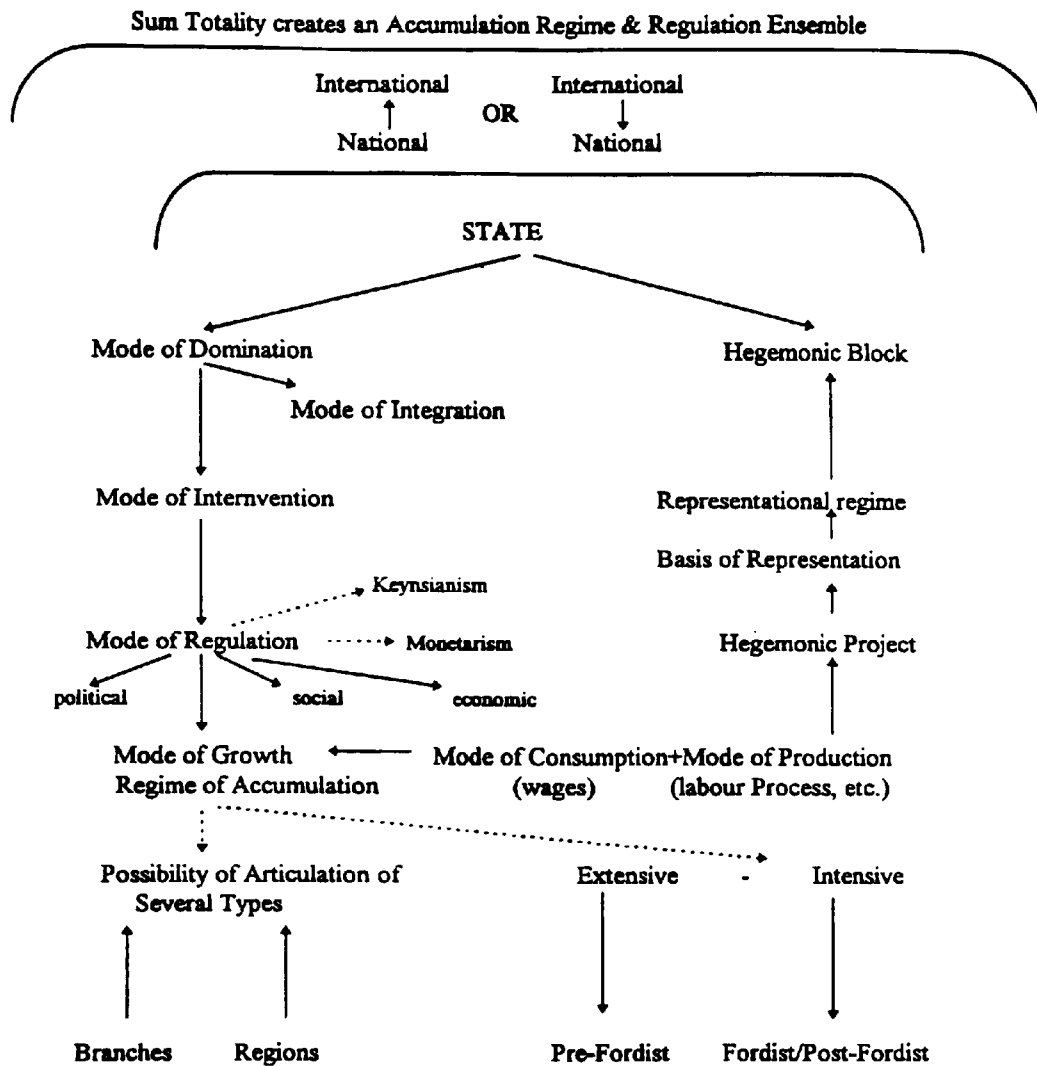 Sum Totality creates an Accumulation Regime & Regulation Ensemble
International International
OR
National National
STATE
Mode of Domination Hegemonic Block
Mode of Integration
Mode of Internvention Representational regime
Basis of Representation
Keynsianism
Mode of Regulation Monetarism Hegemonic Project
political social economic
Mode of Growth Mode of Consumption+Mode of Production
Regime of Accumulation (wages) (labour Process, etc.)
Possibility of Articulation of Extensive - Intensive
Several Types
Branches Regions Pre-Fordist Fordist/Post-Fordist